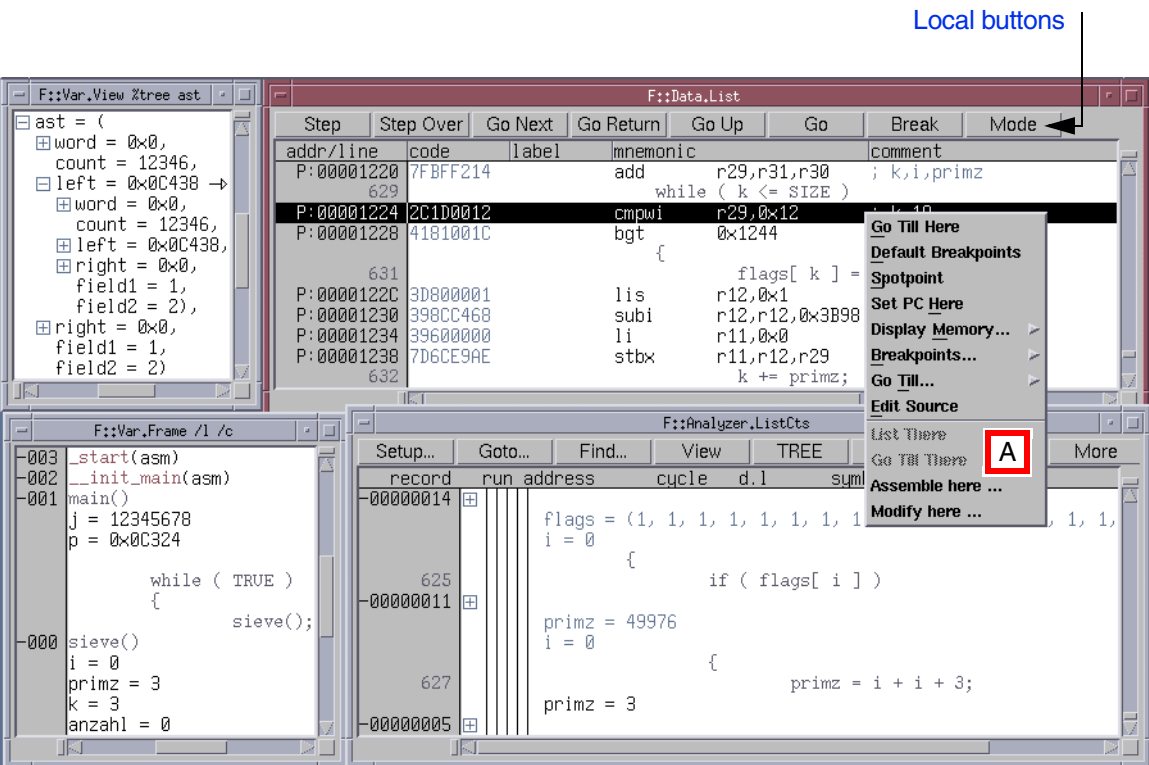 Local buttons
F::Var.View %tree ast
ast = (
word = 0x0,
count = 12346,
left = 0x0C438 →
word = 0x0,
count = 12346,
left = 0x0C438,
right = 0x0,
field1 = 1,
field2 = 2),
right = 0x0,
field1 = 1,
field2 = 2)
F::Data.List
Step Step Over Go Next Go Return Go Up Go Break Mode
addr/line code label mnemonic comment
P:00001220 7FBFF214 add r29,r31,r30 ; k,i,primz
629 while ( k <= SIZE )
P:00001224 2C1D0012 cmpwi r29,0x12
P:00001228 4181001C bgt 0x1244
{
631 flags[ k ] =
P:0000122C 3D800001 lis r12,0x1
P:00001230 398CC468 subi r12,r12,0x3B98
P:00001234 39600000 li r11,0x0
P:00001238 7D6CE9AE stbx r11,r12,r29
632 k += primz;
Go Till Here
Default Breakpoints
Spotpoint
Set PC Here
Display Memory...
Breakpoints...
Go Till...
Edit Source
List There
Go Till There
Assemble here ...
Modify here ...
A
F::Var.Frame /l /c
-003 _start(asm)
-002 __init_main(asm)
-001 main()
j = 12345678
p = 0x0C324
while ( TRUE )
{
sieve();
-000 sieve()
i = 0
primz = 3
k = 3
anzahl = 0
F::Analyzer.ListCts
Setup... Goto... Find... View TREE More
record run address cycle d.l
-00000014
flags = (1, 1, 1, 1, 1, 1, 1, 1 , 1, 1,
i = 0
{
625 if ( flags[ i ] )
-00000011
primz = 49976
i = 0
{
627 primz = i + i + 3;
primz = 3
-00000005